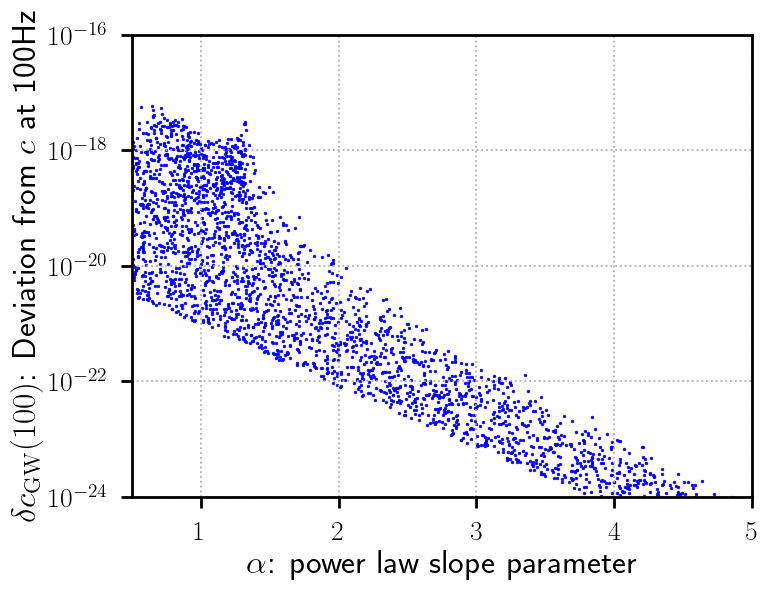 δc_GW(100): Deviation from c at 100Hz
10^−16
10^−18
10^−20
10^−22
10^−24
1 2 3 4 5
α: power law slope parameter